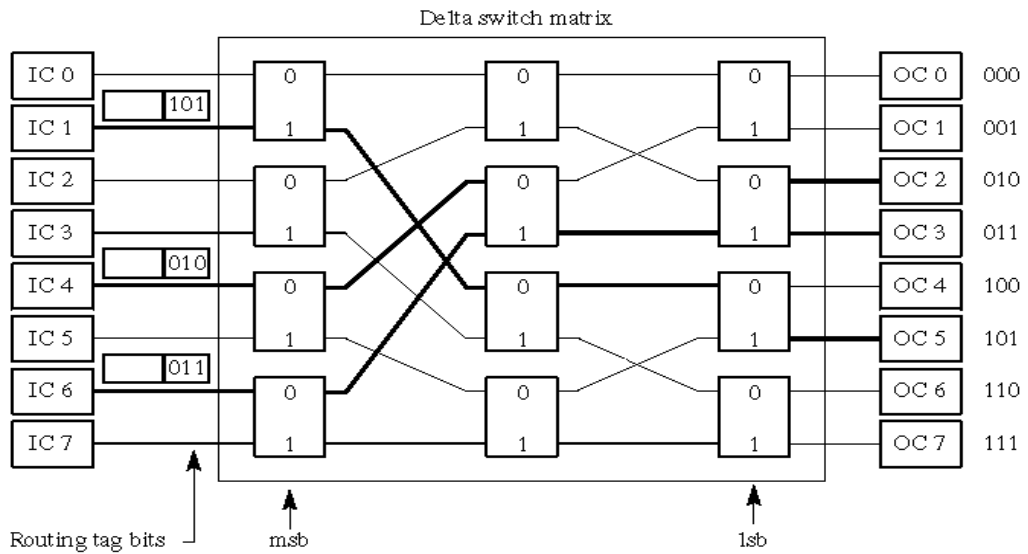 Delta switch matrix
IC 0 0 0 0 OC 0 000
101
IC 1 1 1 1 OC 1 001
IC 2 0 0 0 OC 2 010
IC 3 1 1 1 OC 3 011
010
IC 4 0 0 0 OC 4 100
IC 5 1 1 1 OC 5 101
011
IC 6 0 0 0 OC 6 110
IC 7 1 1 1 OC 7 111
Routing tag bits msb lsb